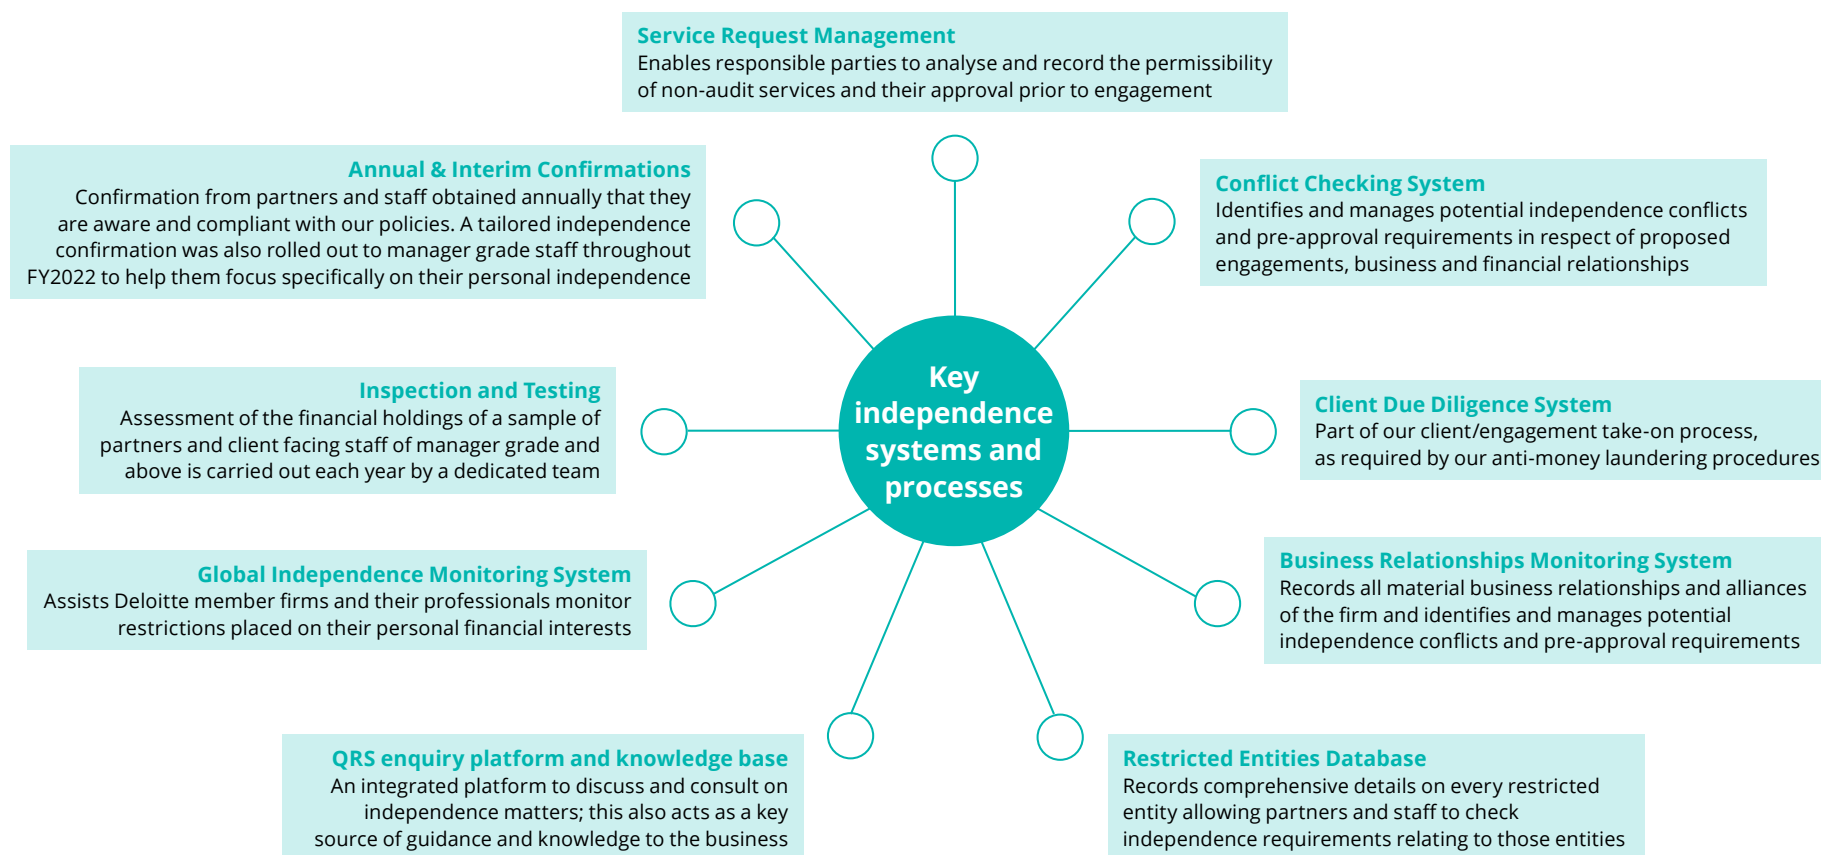 Service Request Management
Enables responsible parties to analyse and record the permissibility
of non-audit services and their approval prior to engagement
Annual & Interim Confirmations
Confirmation from partners and staff obtained annually that they
are aware and compliant with our policies. A tailored independence
confirmation was also rolled out to manager grade staff throughout
FY2022 to help them focus specifically on their personal independence
Conflict Checking System
Identifies and manages potential independence conflicts
and pre-approval requirements in respect of proposed
engagements, business and financial relationships
Key
independence
systems and
processes
Inspection and Testing
Assessment of the financial holdings of a sample of
partners and client facing staff of manager grade and
above is carried out each year by a dedicated team
Client Due Diligence System
Part of our client/engagement take-on process,
as required by our anti-money laundering procedures
Global Independence Monitoring System
Assists Deloitte member firms and their professionals monitor
restrictions placed on their personal financial interests
Business Relationships Monitoring System
Records all material business relationships and alliances
of the firm and identifies and manages potential
independence conflicts and pre-approval requirements
QRS enquiry platform and knowledge base
An integrated platform to discuss and consult on
independence matters; this also acts as a key
source of guidance and knowledge to the business
Restricted Entities Database
Records comprehensive details on every restricted
entity allowing partners and staff to check
independence requirements relating to those entities